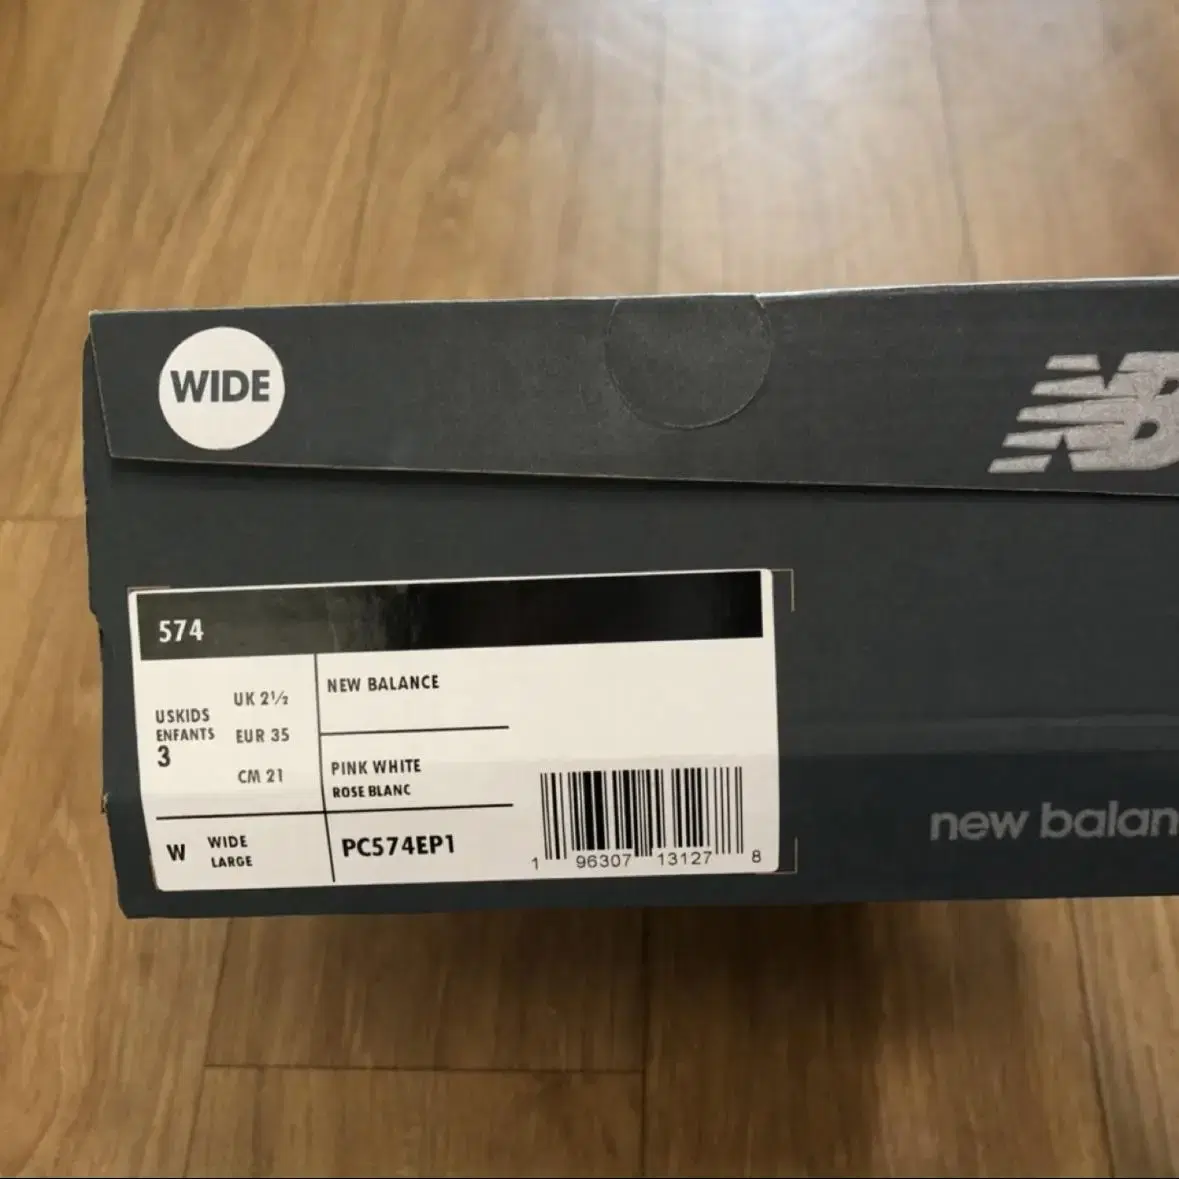 WIDE
NB
574
USKIDS
ENFANTS
3
UK 2½
EUR 35
CM 21
NEW BALANCE
PINK WHITE
ROSE BLANC
W
WIDE
LARGE
PC574EP1
1 96307 13127 8
new balan